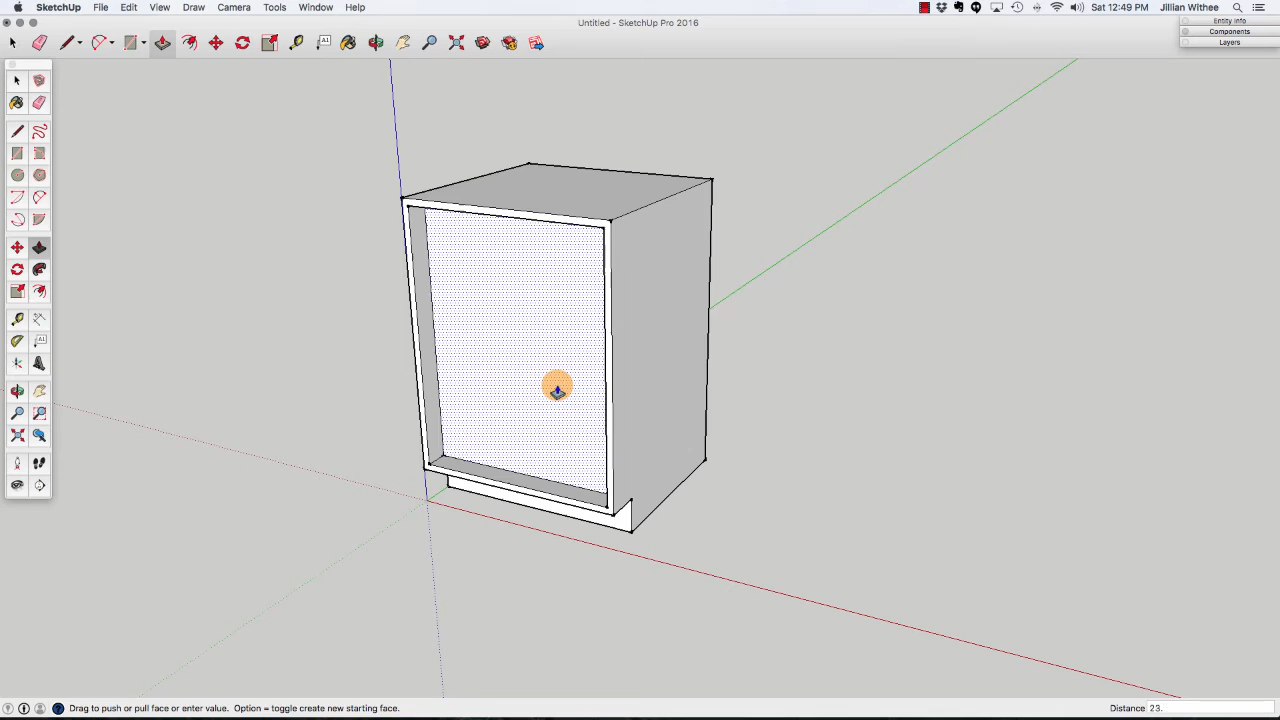 SketchUp File Edit View Draw Camera Tools Window Help Sat 12:49 PM Jillian Withee
Untitled - SketchUp Pro 2016
Entity Info
Components
Layers
A1
A1
Drag to push or pull face or enter value. Option = toggle create new starting face. Distance 23.